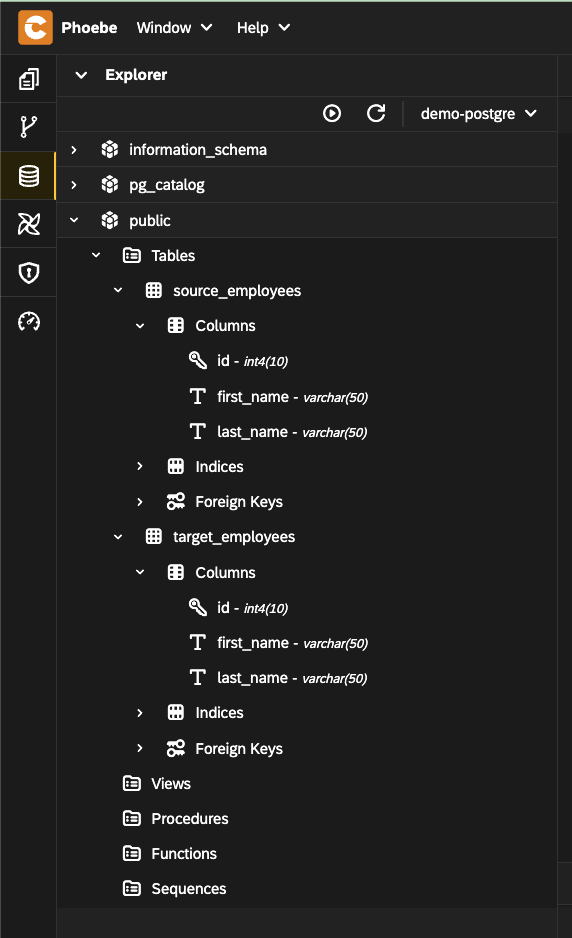 Phoebe Window Help
Explorer
demo-postgre
information_schema
pg_catalog
public
Tables
source_employees
Columns
id - int4(10)
first_name - varchar(50)
last_name - varchar(50)
Indices
Foreign Keys
target_employees
Columns
id - int4(10)
first_name - varchar(50)
last_name - varchar(50)
Indices
Foreign Keys
Views
Procedures
Functions
Sequences